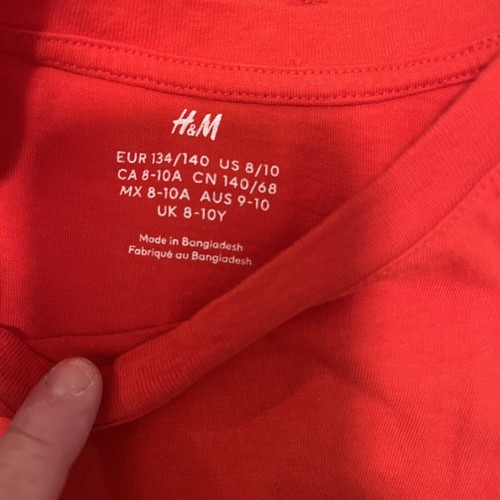 H&M
EUR 134/140 US 8/10
CA 8-10A CN 140/68
MX 8-10A AUS 9-10
UK 8-10Y
Made in Bangladesh
Fabriqué au Bangladesh